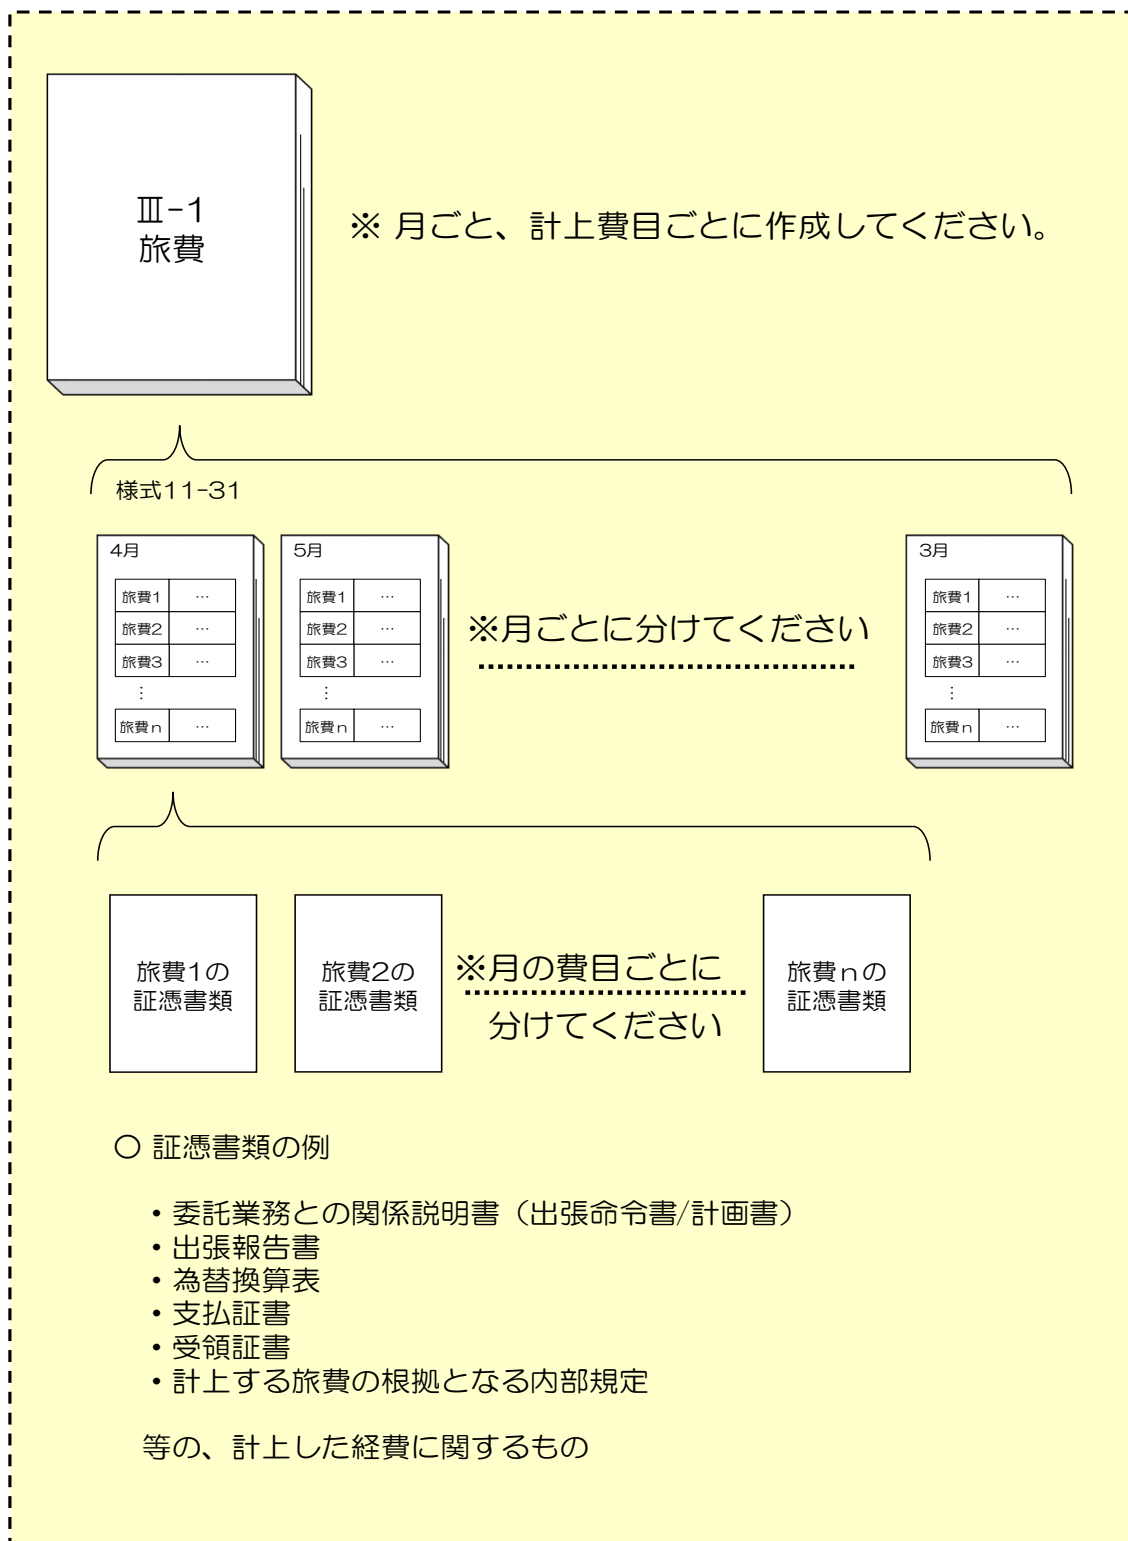 Ⅲ-1
旅費
※ 月ごと、計上費目ごとに作成してください。
様式11-31
4月
旅費1 …
旅費2 …
旅費3 …
⋮
旅費n …
5月
旅費1 …
旅費2 …
旅費3 …
⋮
旅費n …
※月ごとに分けてください
3月
旅費1 …
旅費2 …
旅費3 …
⋮
旅費n …
旅費1の
証憑書類
旅費2の
証憑書類
※月の費目ごとに
分けてください
旅費nの
証憑書類
○ 証憑書類の例
・委託業務との関係説明書（出張命令書/計画書）
・出張報告書
・為替換算表
・支払証書
・受領証書
・計上する旅費の根拠となる内部規定
等の、計上した経費に関するもの